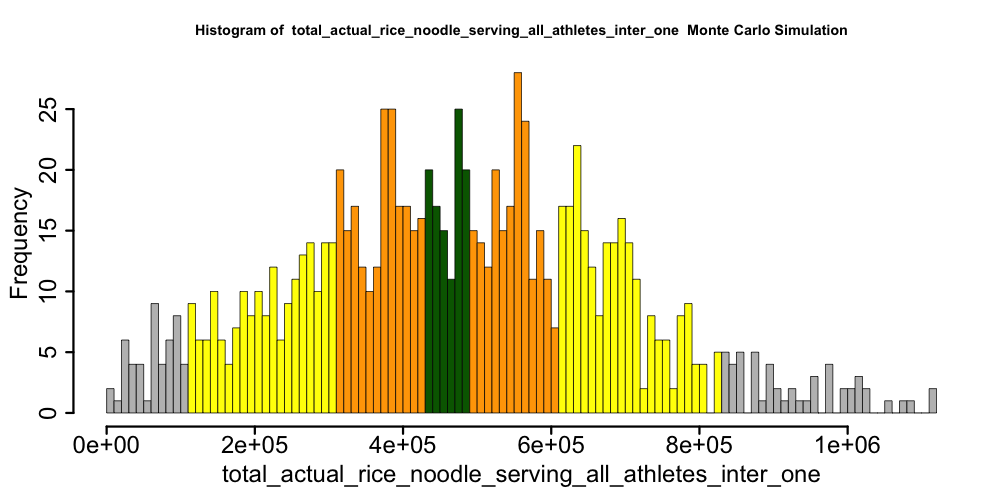 Histogram of  total_actual_rice_noodle_serving_all_athletes_inter_one  Monte Carlo Simulation
Frequency
25
20
15
10
5
0
0e+00 2e+05 4e+05 6e+05 8e+05 1e+06
total_actual_rice_noodle_serving_all_athletes_inter_one